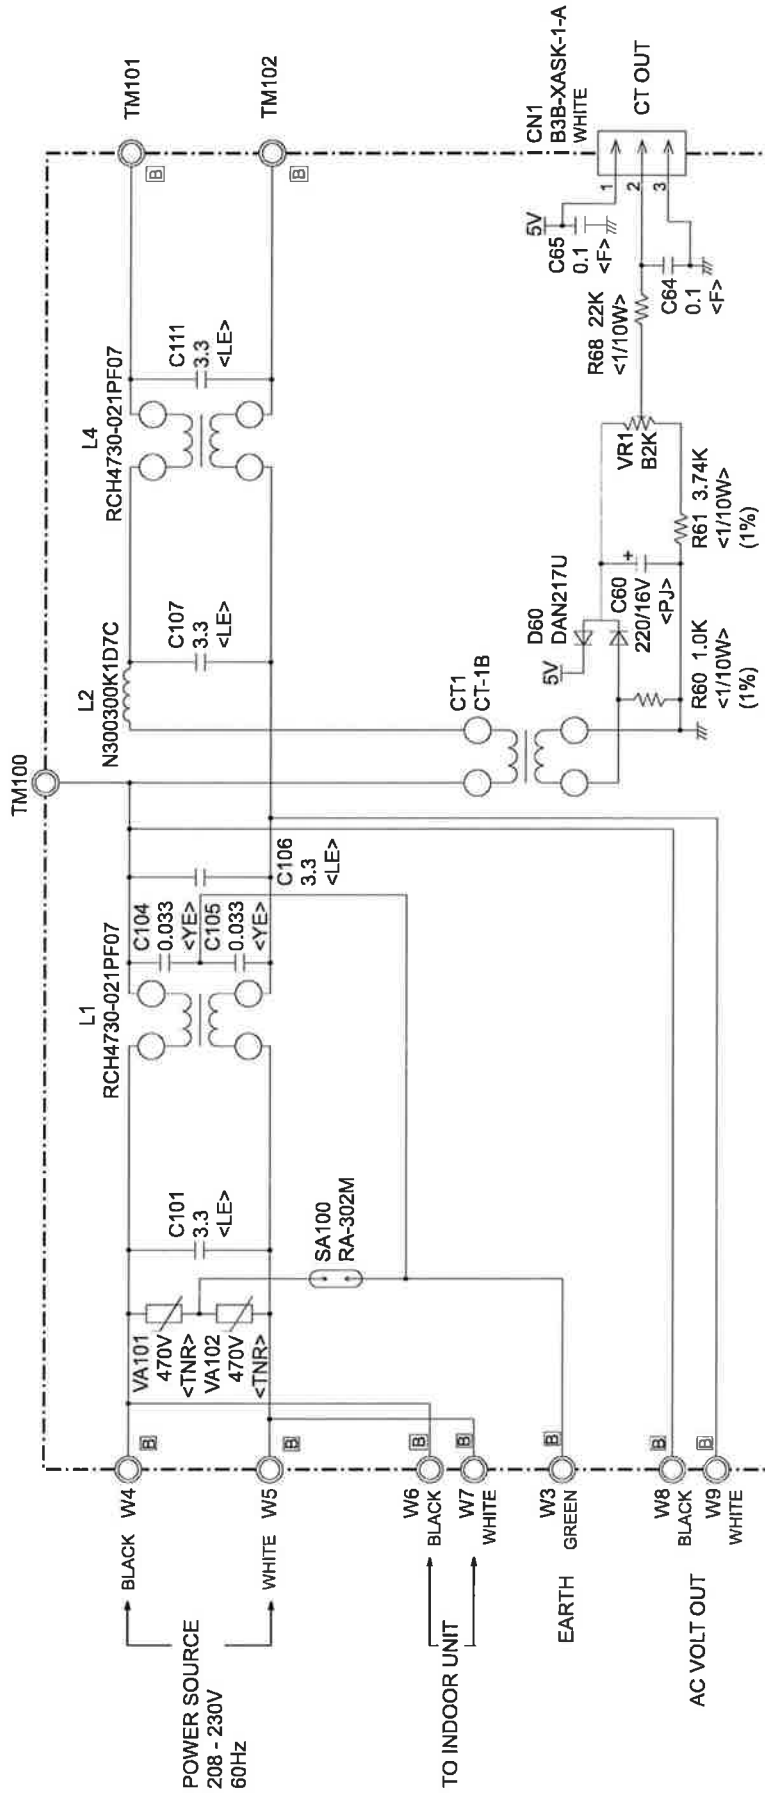 POWER SOURCE
208 - 230V
60Hz
BLACK W4
WHITE W5
B
B
TO INDOOR UNIT
W6
BLACK
W7
WHITE
B
B
EARTH
W3
GREEN
B
AC VOLT OUT
W8
BLACK
W9
WHITE
B
B
VA101
470V
<TNR>
VA102
470V
<TNR>
C101
3.3
<LE>
SA100
RA-302M
L1
RCH4730-021PF07
C104
0.033
<YE>
C105
0.033
<YE>
C106
3.3
<LE>
TM100
L2
N300300K1D7C
C107
3.3
<LE>
L4
RCH4730-021PF07
C111
3.3
<LE>
B
TM101
B
TM102
CT1
CT-1B
5V
D60
DAN217U
+
C60
220/16V
<PJ>
R60 1.0K
<1/10W>
(1%)
R61 3.74K
<1/10W>
(1%)
VR1
B2K
R68 22K
<1/10W>
5V
C65
0.1
<F>
C64
0.1
<F>
1
2
3
CN1
B3B-XASK-1-A
WHITE
CT OUT